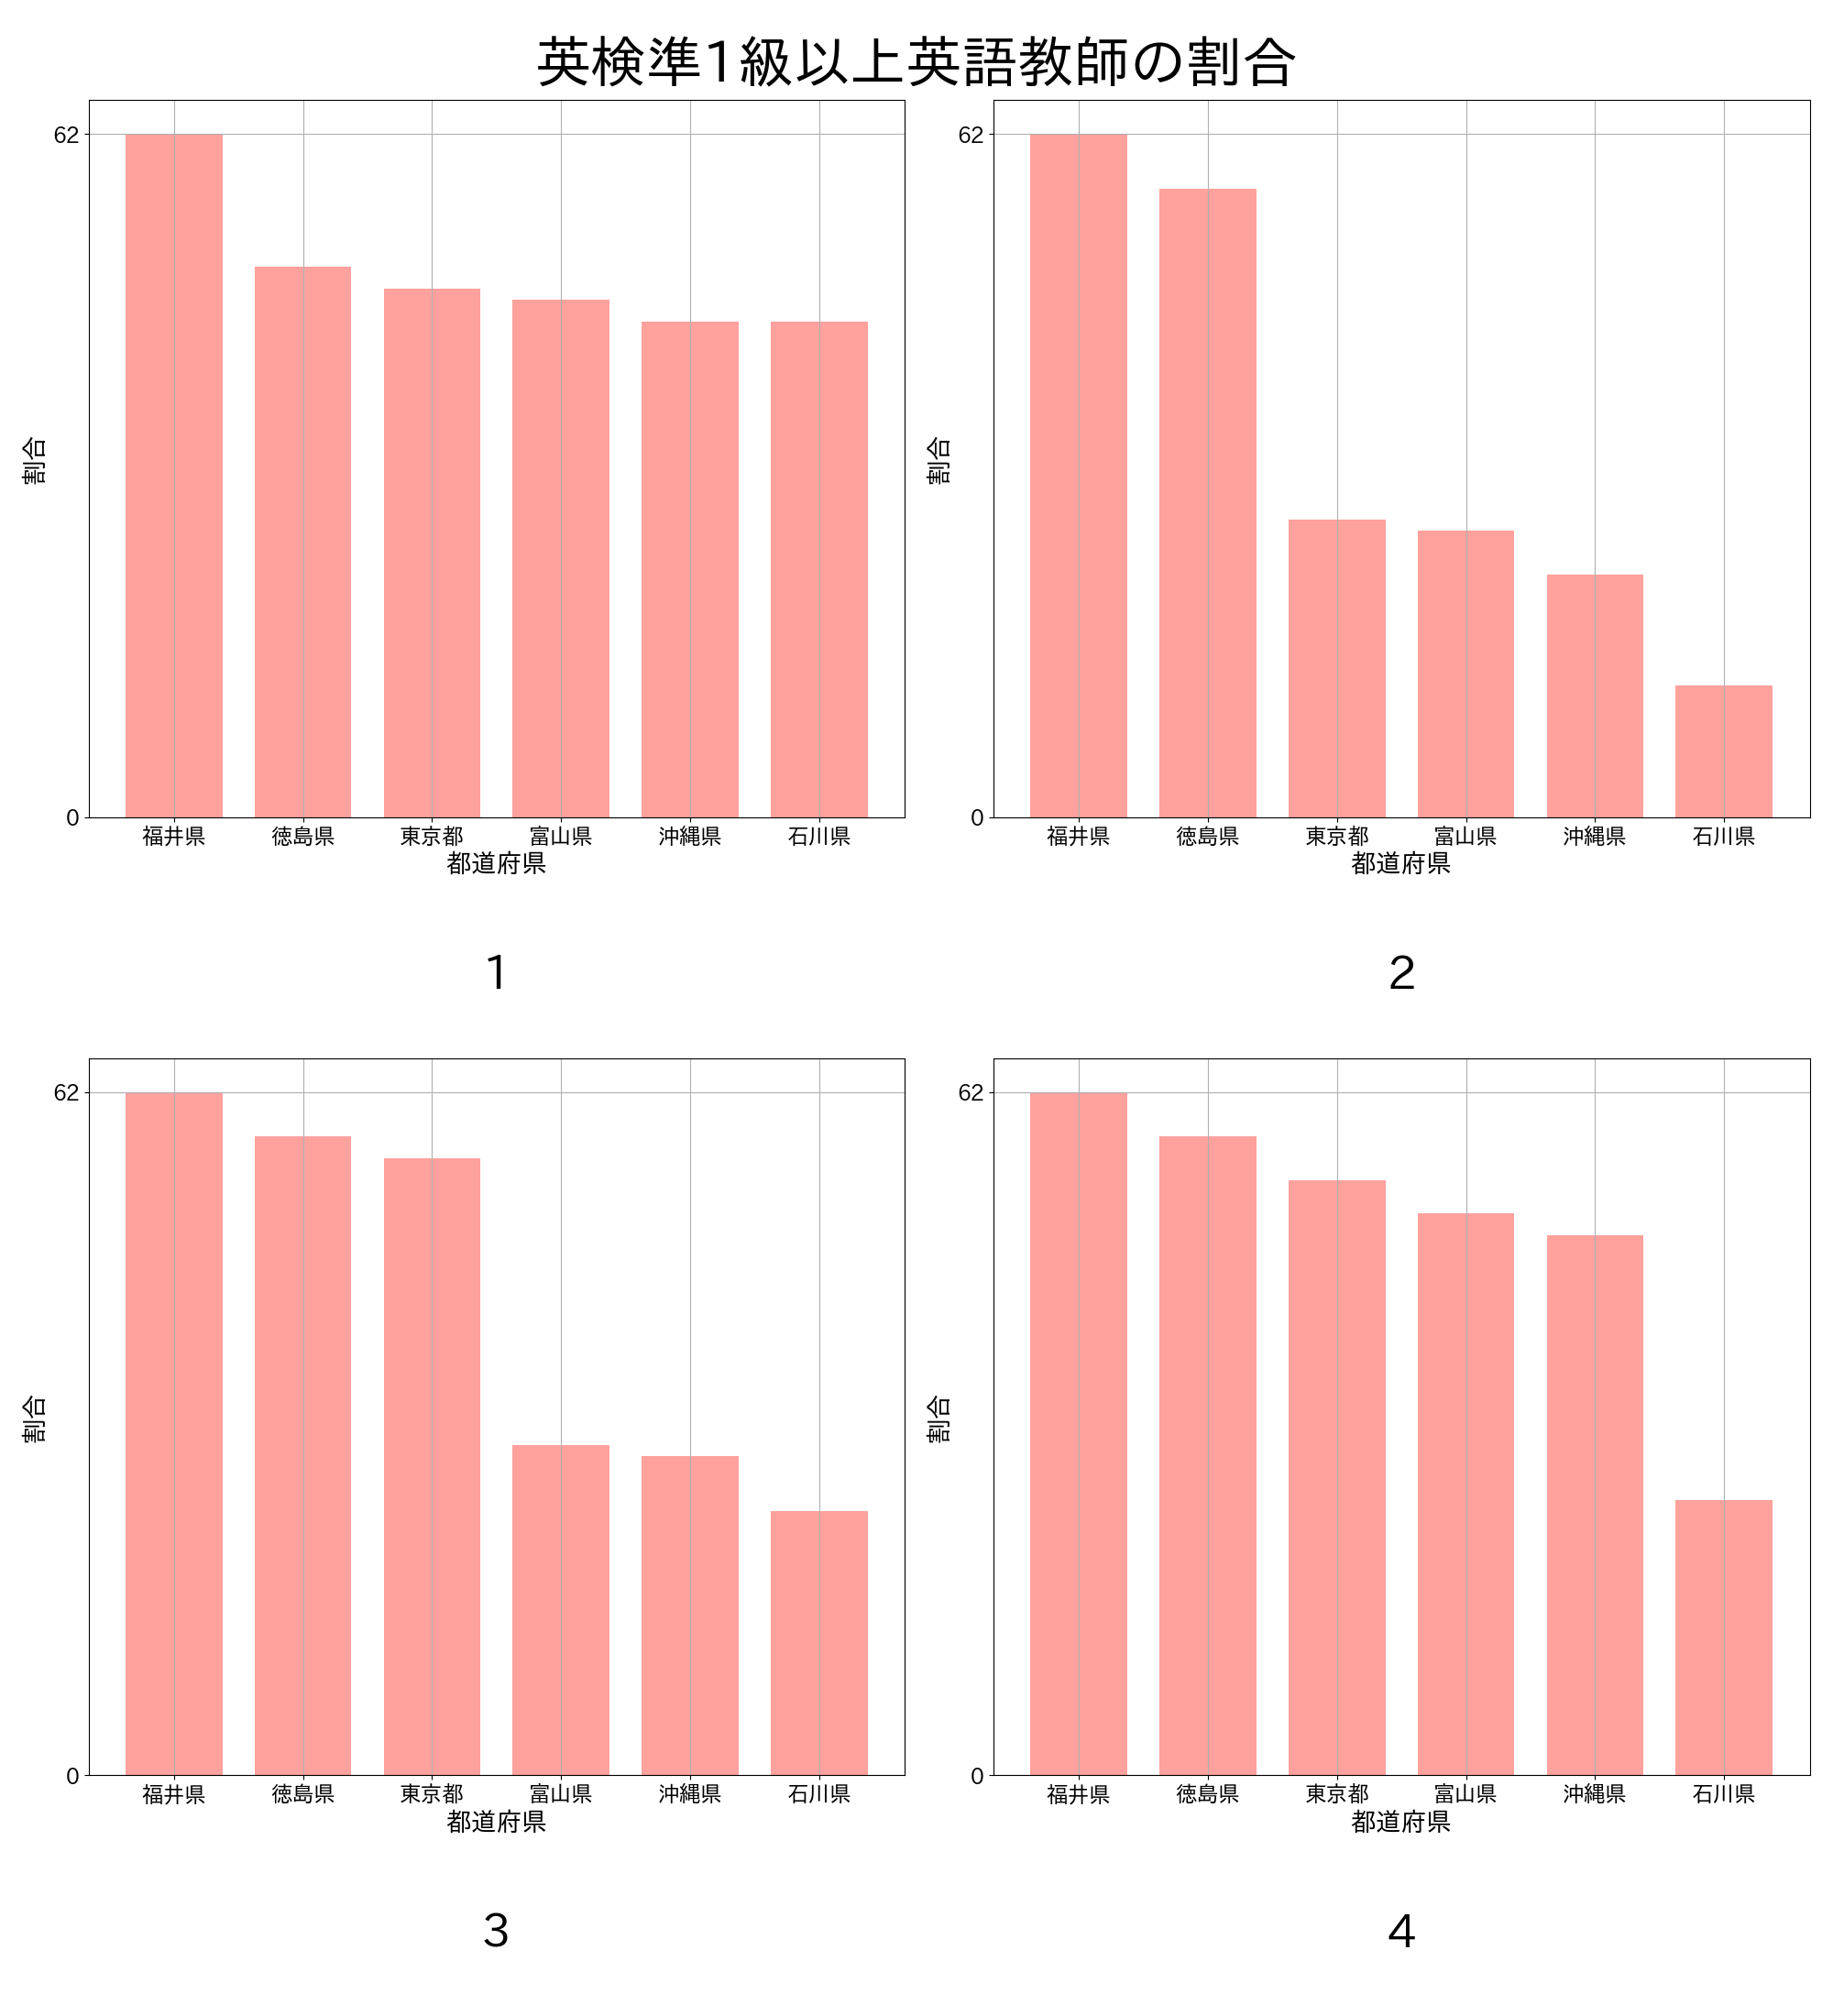 英検準1級以上英語教師の割合
62
0
割合
福井県 徳島県 東京都 富山県 沖縄県 石川県
都道府県
1
62
0
割合
福井県 徳島県 東京都 富山県 沖縄県 石川県
都道府県
2
62
0
割合
福井県 徳島県 東京都 富山県 沖縄県 石川県
都道府県
3
62
0
割合
福井県 徳島県 東京都 富山県 沖縄県 石川県
都道府県
4